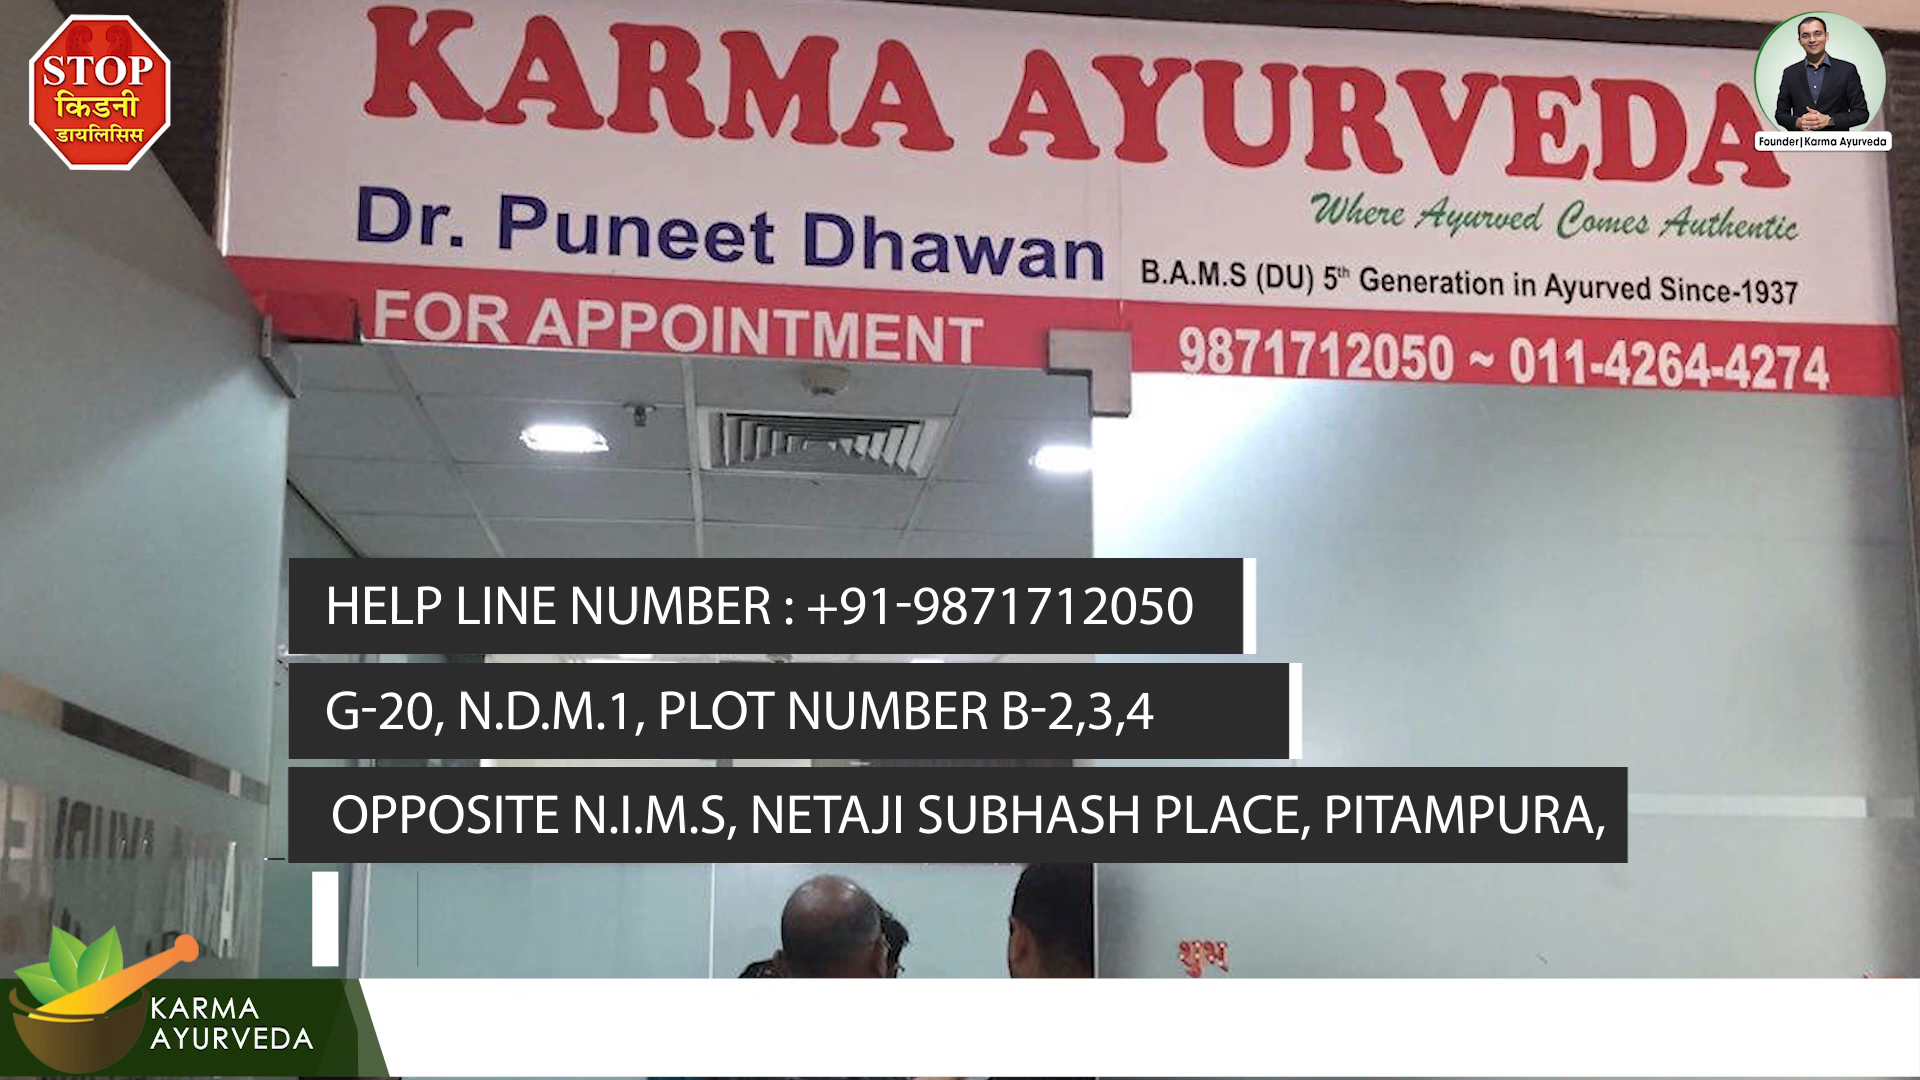 STOP
किडनी
डायलिसिस
KARMA AYURVEDA
Founder|Karma Ayurveda
Where Ayurved Comes Authentic
Dr. Puneet Dhawan
B.A.M.S (DU) 5th Generation in Ayurved Since-1937
FOR APPOINTMENT
9871712050 ~ 011-4264-4274
HELP LINE NUMBER : +91-9871712050
G-20, N.D.M.1, PLOT NUMBER B-2,3,4
OPPOSITE N.I.M.S, NETAJI SUBHASH PLACE, PITAMPURA,
શુભ
KARMA
AYURVEDA